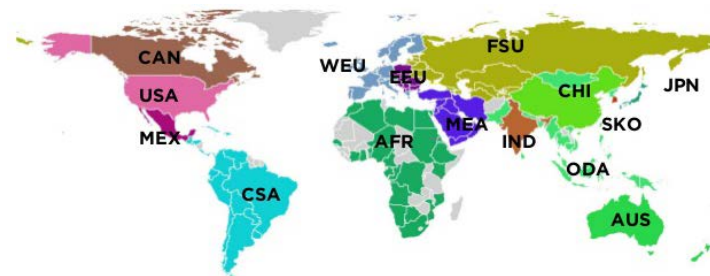 CAN
FSU
WEU
EEU
USA
CHI
JPN
MEX
AFR
MEA
IND
SKO
ODA
CSA
AUS